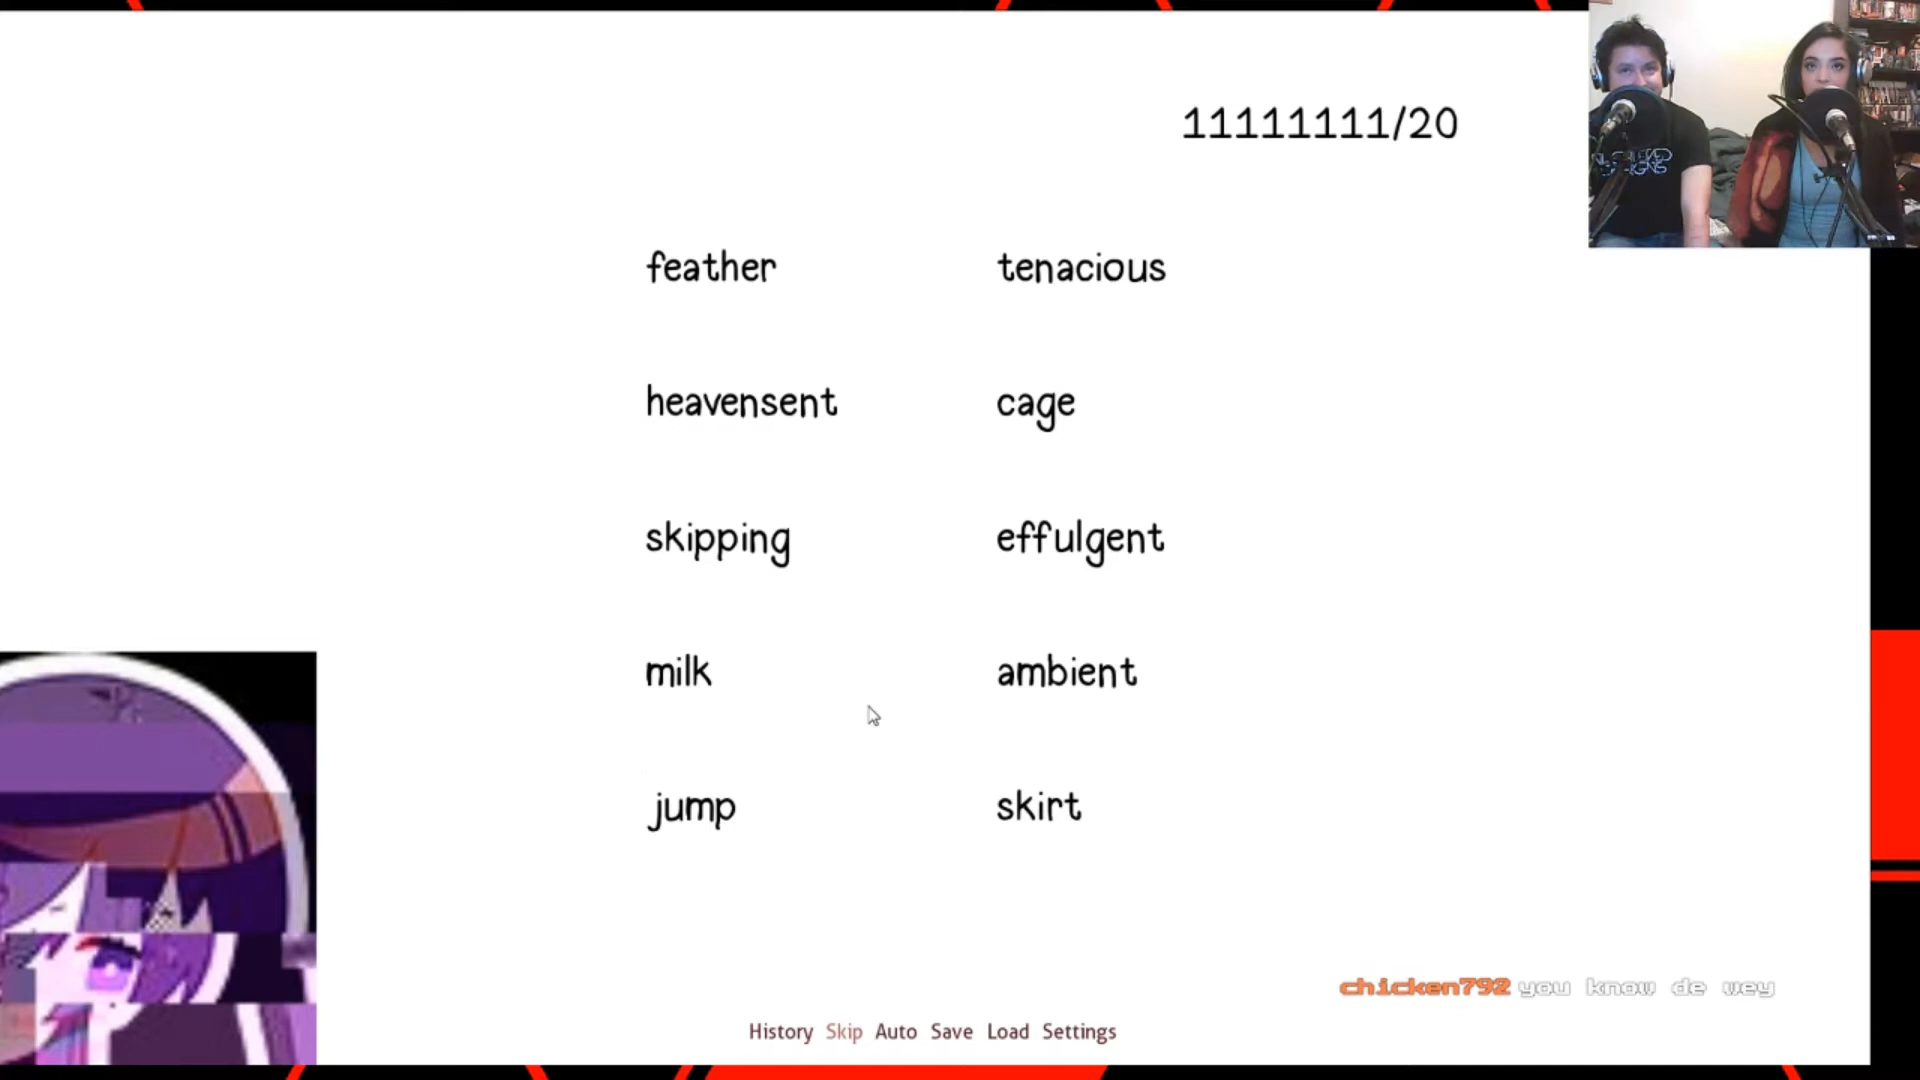 11111111/20
feather tenacious
heavensent cage
skipping effulgent
milk ambient
jump skirt
chicken792 you know de wey
History Skip Auto Save Load Settings